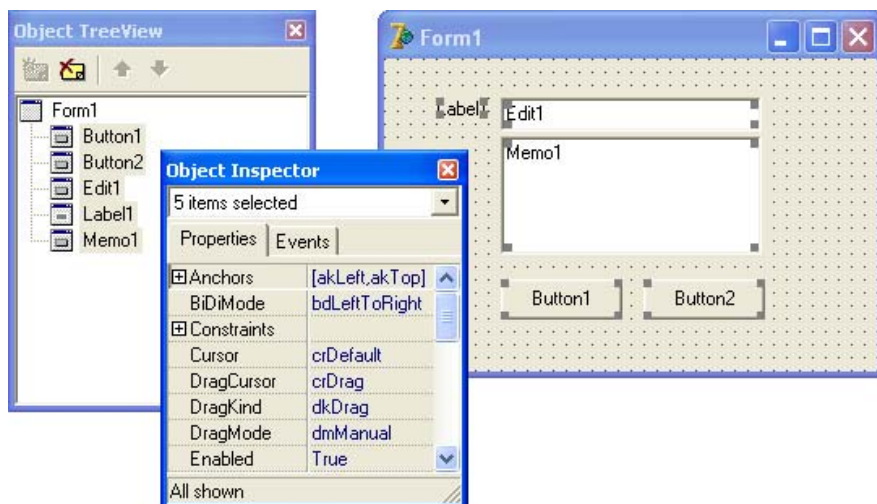 Object TreeView
Form1
Button1
Button2
Edit1
Label1
Memo1
Object Inspector
5 items selected
Properties
Events
Anchors [akLeft,akTop]
BiDiMode bdLeftToRight
Constraints
Cursor crDefault
DragCursor crDrag
DragKind dkDrag
DragMode dmManual
Enabled True
All shown
Form1
Label1
Edit1
Memo1
Button1
Button2